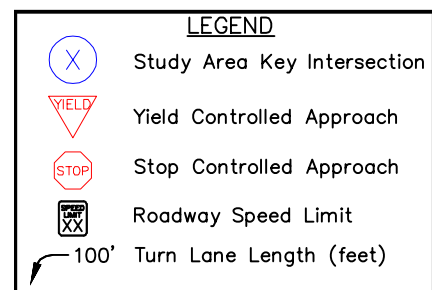 LEGEND
X Study Area Key Intersection
YIELD Yield Controlled Approach
STOP Stop Controlled Approach
SPEED
LIMIT
XX Roadway Speed Limit
100' Turn Lane Length (feet)